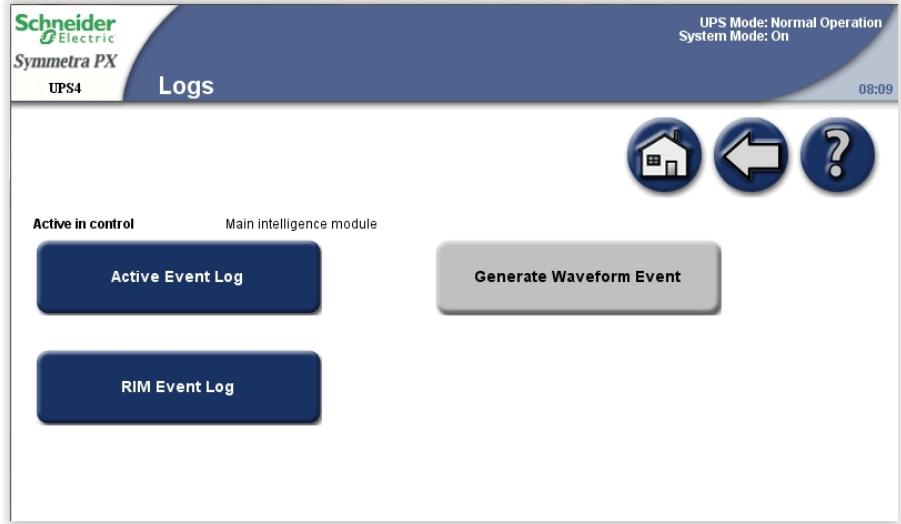 Schneider
Electric
Symmetra PX
UPS4
Logs
UPS Mode: Normal Operation
System Mode: On
08:09
?
Active in control
Main intelligence module
Active Event Log
Generate Waveform Event
RIM Event Log